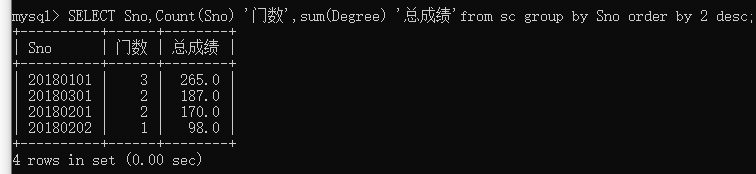 mysql> SELECT Sno,Count(Sno) '门数',sum(Degree) '总成绩'from sc group by Sno order by 2 desc;
+----------+------+--------+
| Sno      | 门数 | 总成绩 |
+----------+------+--------+
| 20180101 |    3 |  265.0 |
| 20180301 |    2 |  187.0 |
| 20180201 |    2 |  170.0 |
| 20180202 |    1 |   98.0 |
+----------+------+--------+
4 rows in set (0.00 sec)